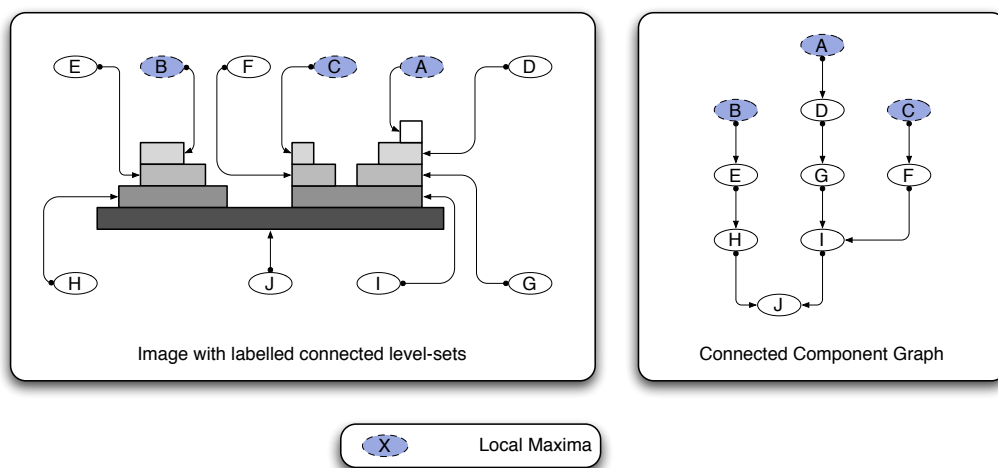 E B F C A D
H J I G
Image with labelled connected level-sets
A
B D C
E G F
H I
J
Connected Component Graph
X Local Maxima